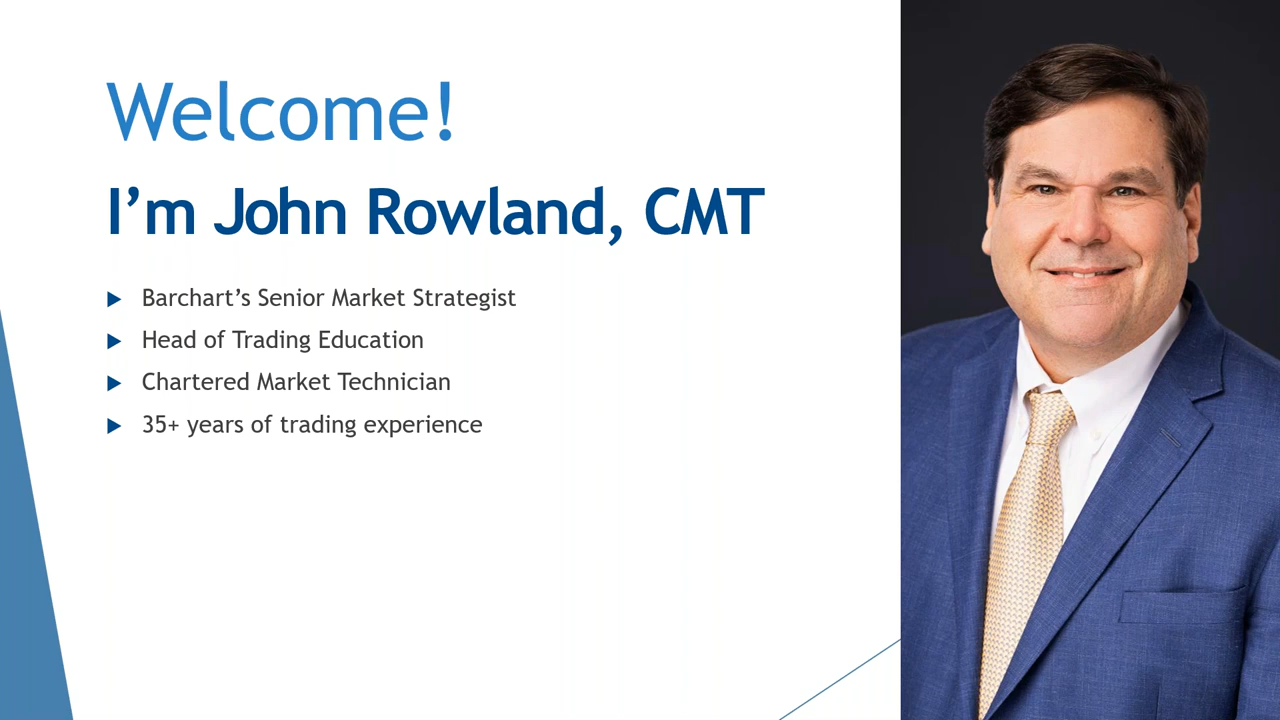 Welcome!
I’m John Rowland, CMT
Barchart’s Senior Market Strategist
Head of Trading Education
Chartered Market Technician
35+ years of trading experience